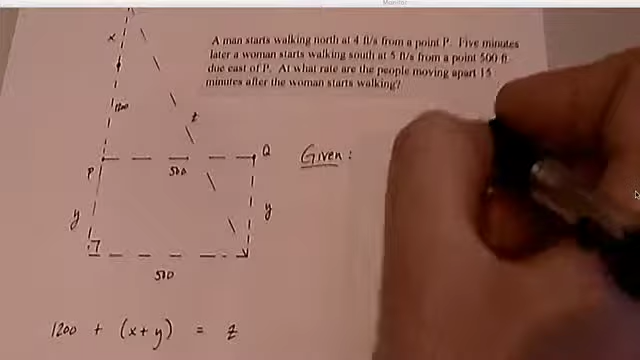 Monitor
A man starts walking north at 4 ft/s from a point P. Five minutes
later a woman starts walking south at 5 ft/s from a point 500 ft
due east of P. At what rate are the people moving apart 15
minutes after the woman starts walking?
x
1200
z
P
500
Q
Given :
y
y
500
1200 + (x+y) = z